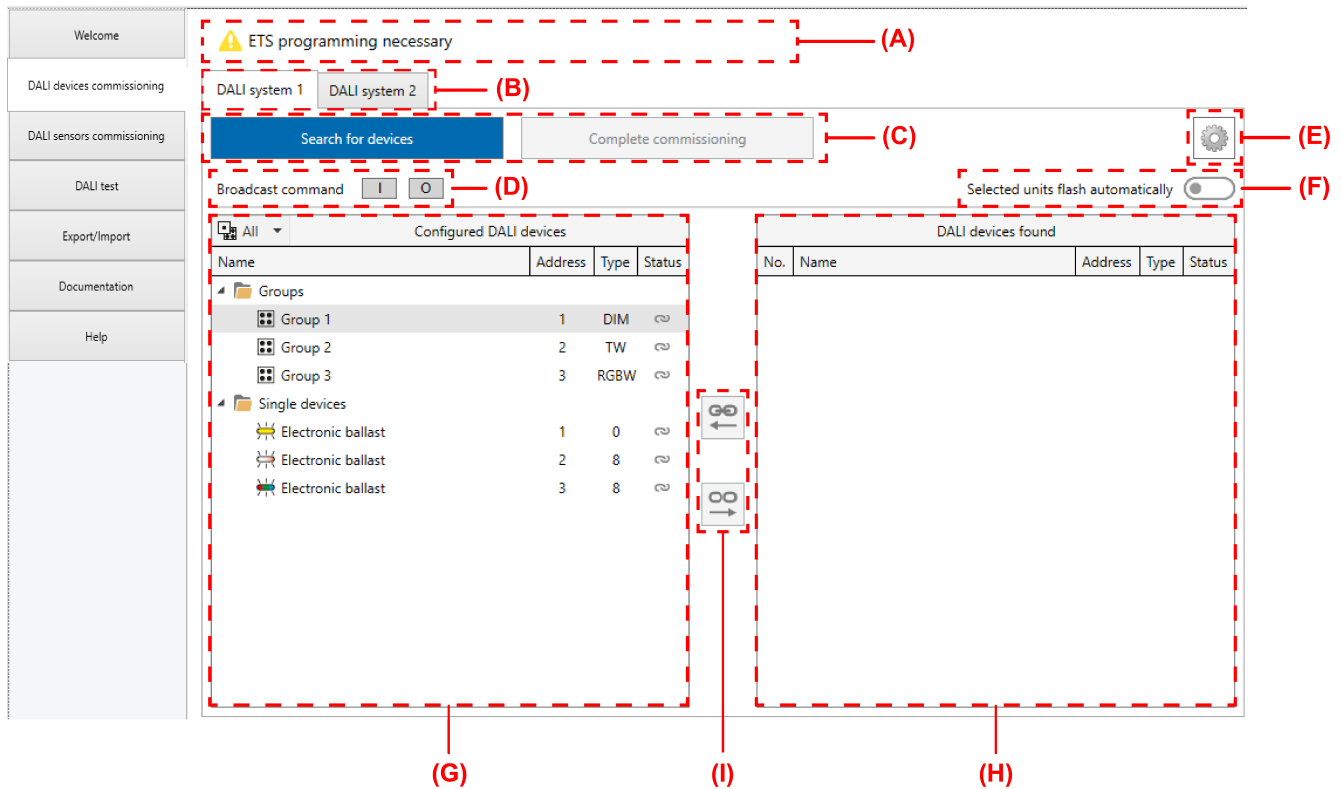 Welcome
DALI devices commissioning
DALI sensors commissioning
DALI test
Export/Import
Documentation
Help
ETS programming necessary
(A)
DALI system 1 DALI system 2
(B)
Search for devices Complete commissioning
(C)
(E)
Broadcast command I O
(D)
Selected units flash automatically
(F)
All Configured DALI devices
Name Address Type Status
Groups
Group 1 1 DIM
Group 2 2 TW
Group 3 3 RGBW
Single devices
Electronic ballast 1 0
Electronic ballast 2 8
Electronic ballast 3 8
DALI devices found
No. Name Address Type Status
(G)
(I)
(H)